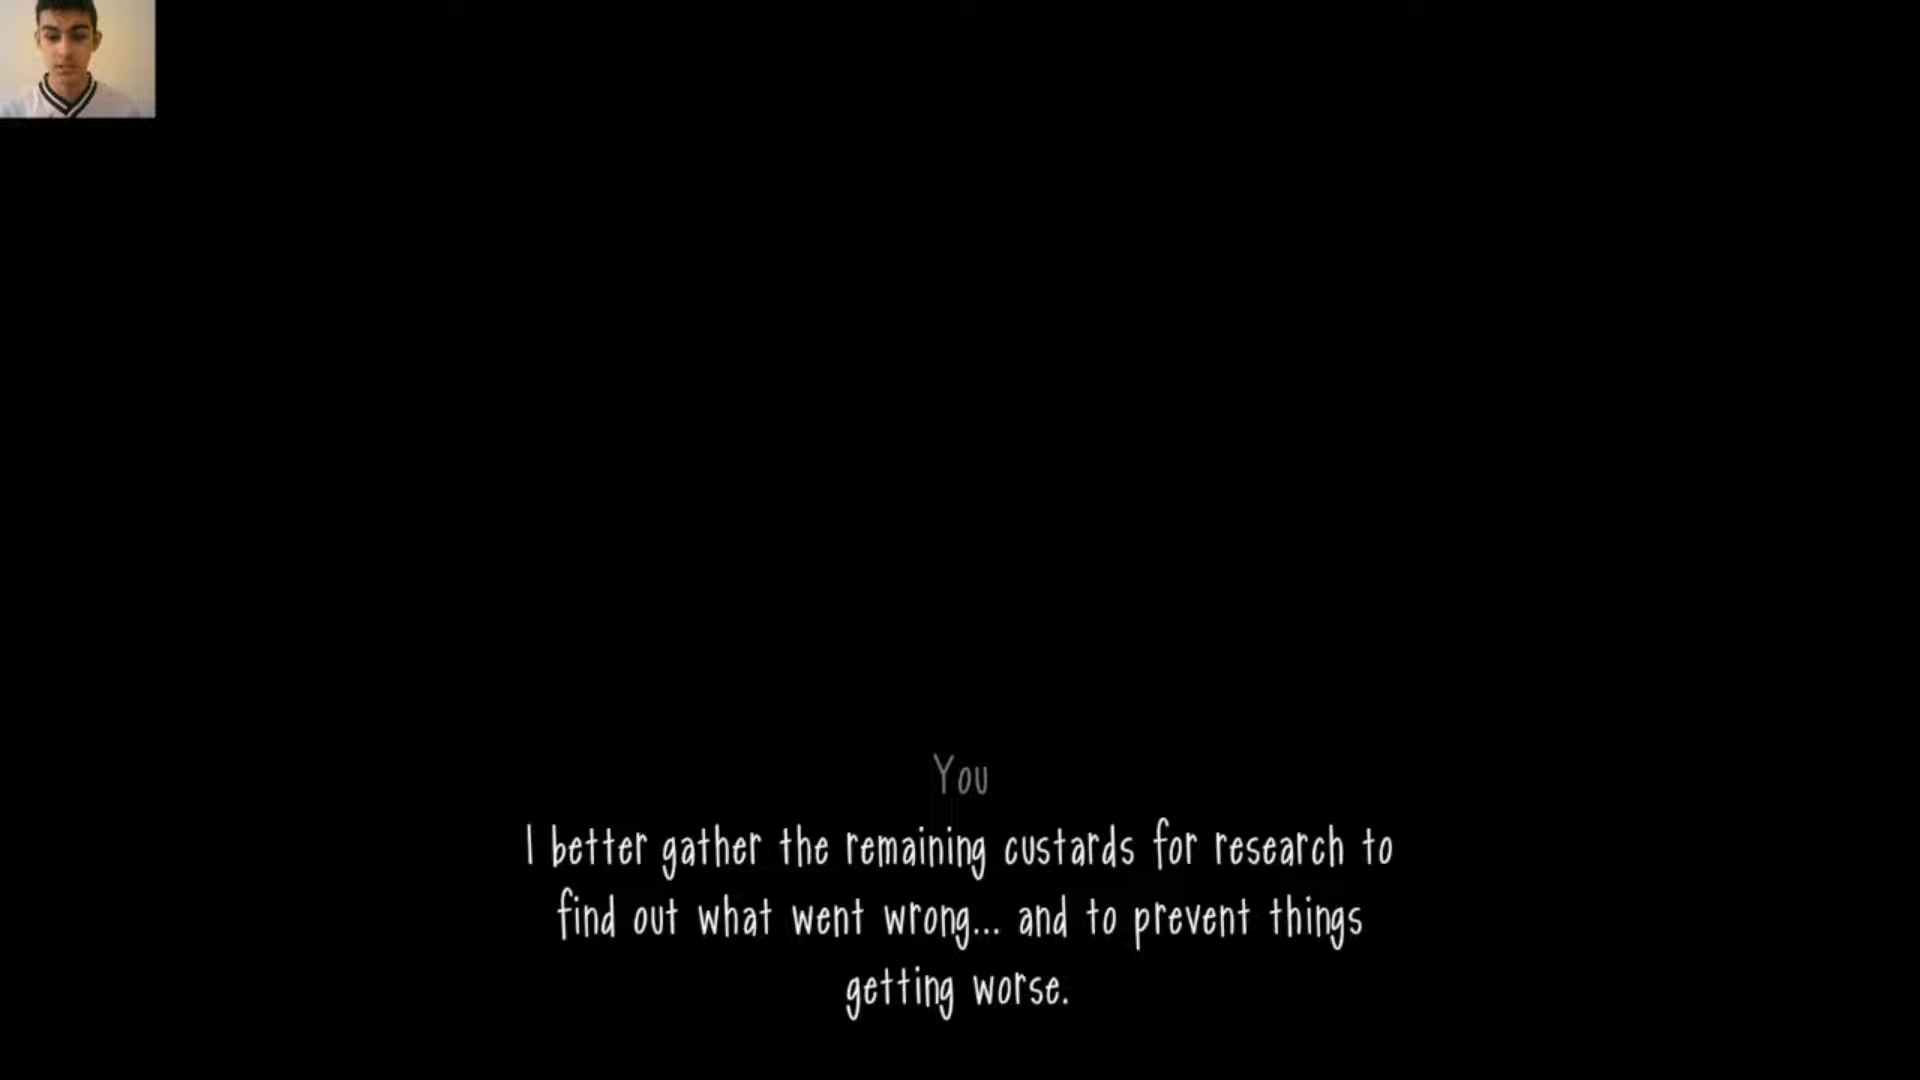 You
I better gather the remaining custards for research to
find out what went wrong... and to prevent things
getting worse.